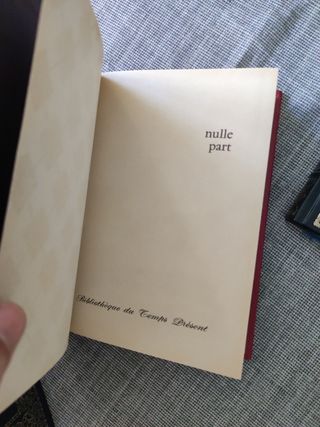 nulle
part
Bibliothèque du Temps Présent